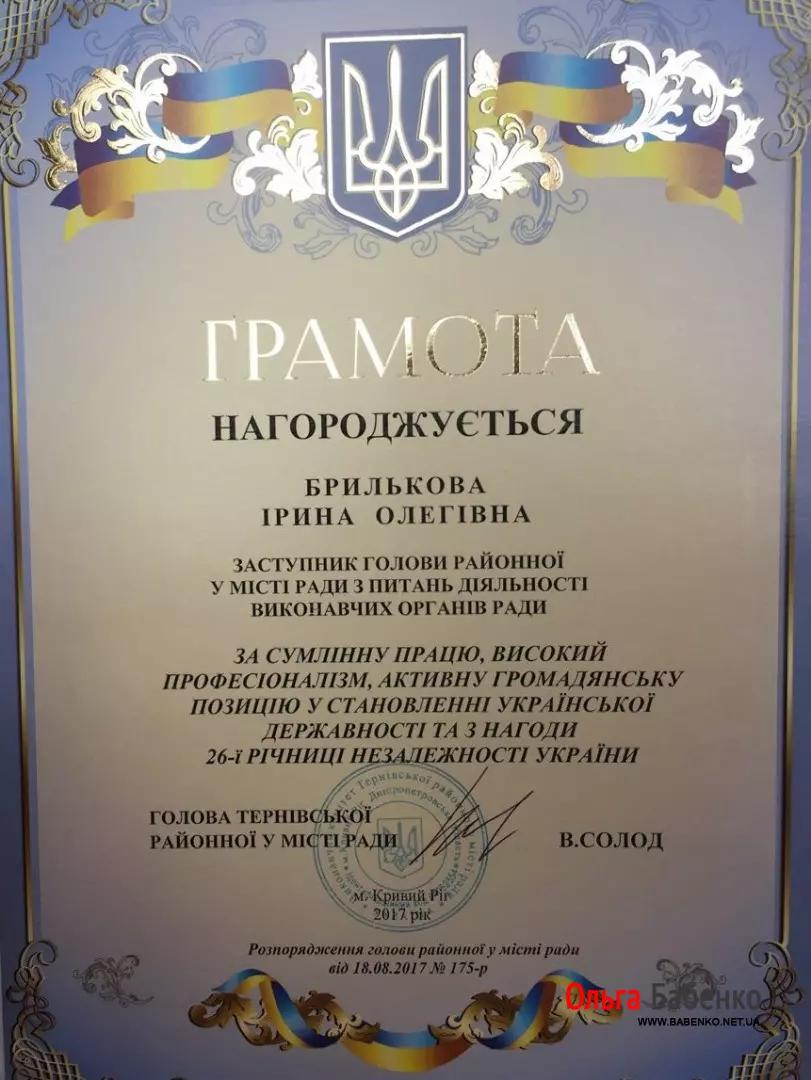 ГРАМОТА
НАГОРОДЖУЄТЬСЯ
БРИЛЬКОВА
ІРИНА ОЛЕГІВНА
ЗАСТУПНИК ГОЛОВИ РАЙОННОЇ
У МІСТІ РАДИ З ПИТАНЬ ДІЯЛЬНОСТІ
ВИКОНАВЧИХ ОРГАНІВ РАДИ
ЗА СУМЛІННУ ПРАЦЮ, ВИСОКИЙ
ПРОФЕСІОНАЛІЗМ, АКТИВНУ ГРОМАДЯНСЬКУ
ПОЗИЦІЮ У СТАНОВЛЕННІ УКРАЇНСЬКОЇ
ДЕРЖАВНОСТІ ТА З НАГОДИ
26-ї РІЧНИЦІ НЕЗАЛЕЖНОСТІ УКРАЇНИ
ГОЛОВА ТЕРНІВСЬКОЇ
РАЙОННОЇ У МІСТІ РАДИ В.СОЛОД
м. Кривий Ріг
2017 рік
Розпорядження голови районної у місті ради
від 18.08.2017 № 175-р
Ольга Бабенко
WWW.BABENKO.NET.UA